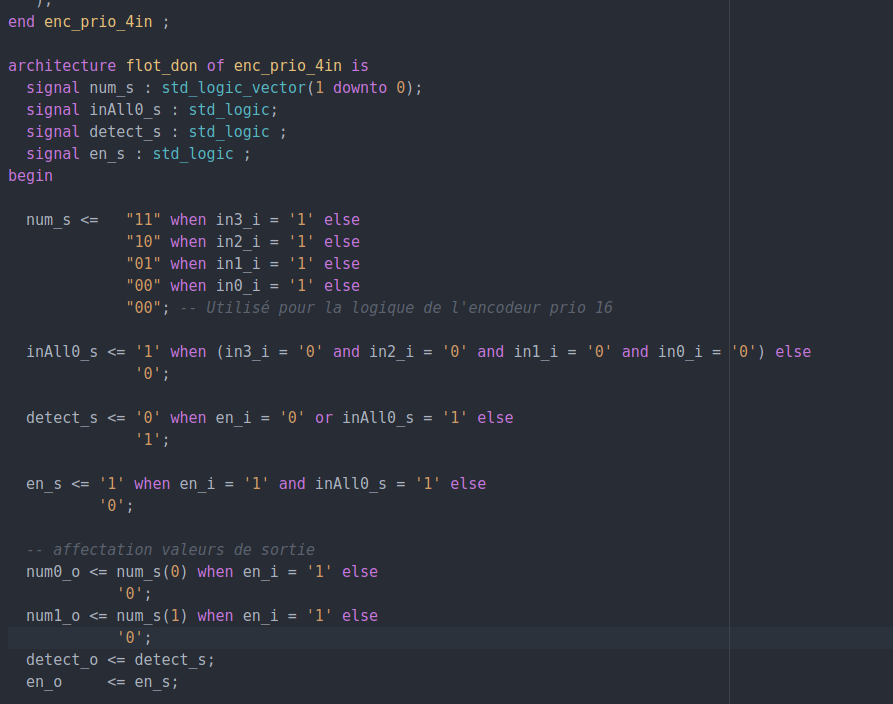 );
end enc_prio_4in ;
architecture flot_don of enc_prio_4in is
signal num_s : std_logic_vector(1 downto 0);
signal inAll0_s : std_logic;
signal detect_s : std_logic ;
signal en_s : std_logic ;
begin
num_s <= "11" when in3_i = '1' else
"10" when in2_i = '1' else
"01" when in1_i = '1' else
"00" when in0_i = '1' else
"00"; -- Utilisé pour la logique de l'encodeur prio 16
inAll0_s <= '1' when (in3_i = '0' and in2_i = '0' and in1_i = '0' and in0_i = '0') else
'0';
detect_s <= '0' when en_i = '0' or inAll0_s = '1' else
'1';
en_s <= '1' when en_i = '1' and inAll0_s = '1' else
'0';
-- affectation valeurs de sortie
num0_o <= num_s(0) when en_i = '1' else
'0';
num1_o <= num_s(1) when en_i = '1' else
'0';
detect_o <= detect_s;
en_o <= en_s;